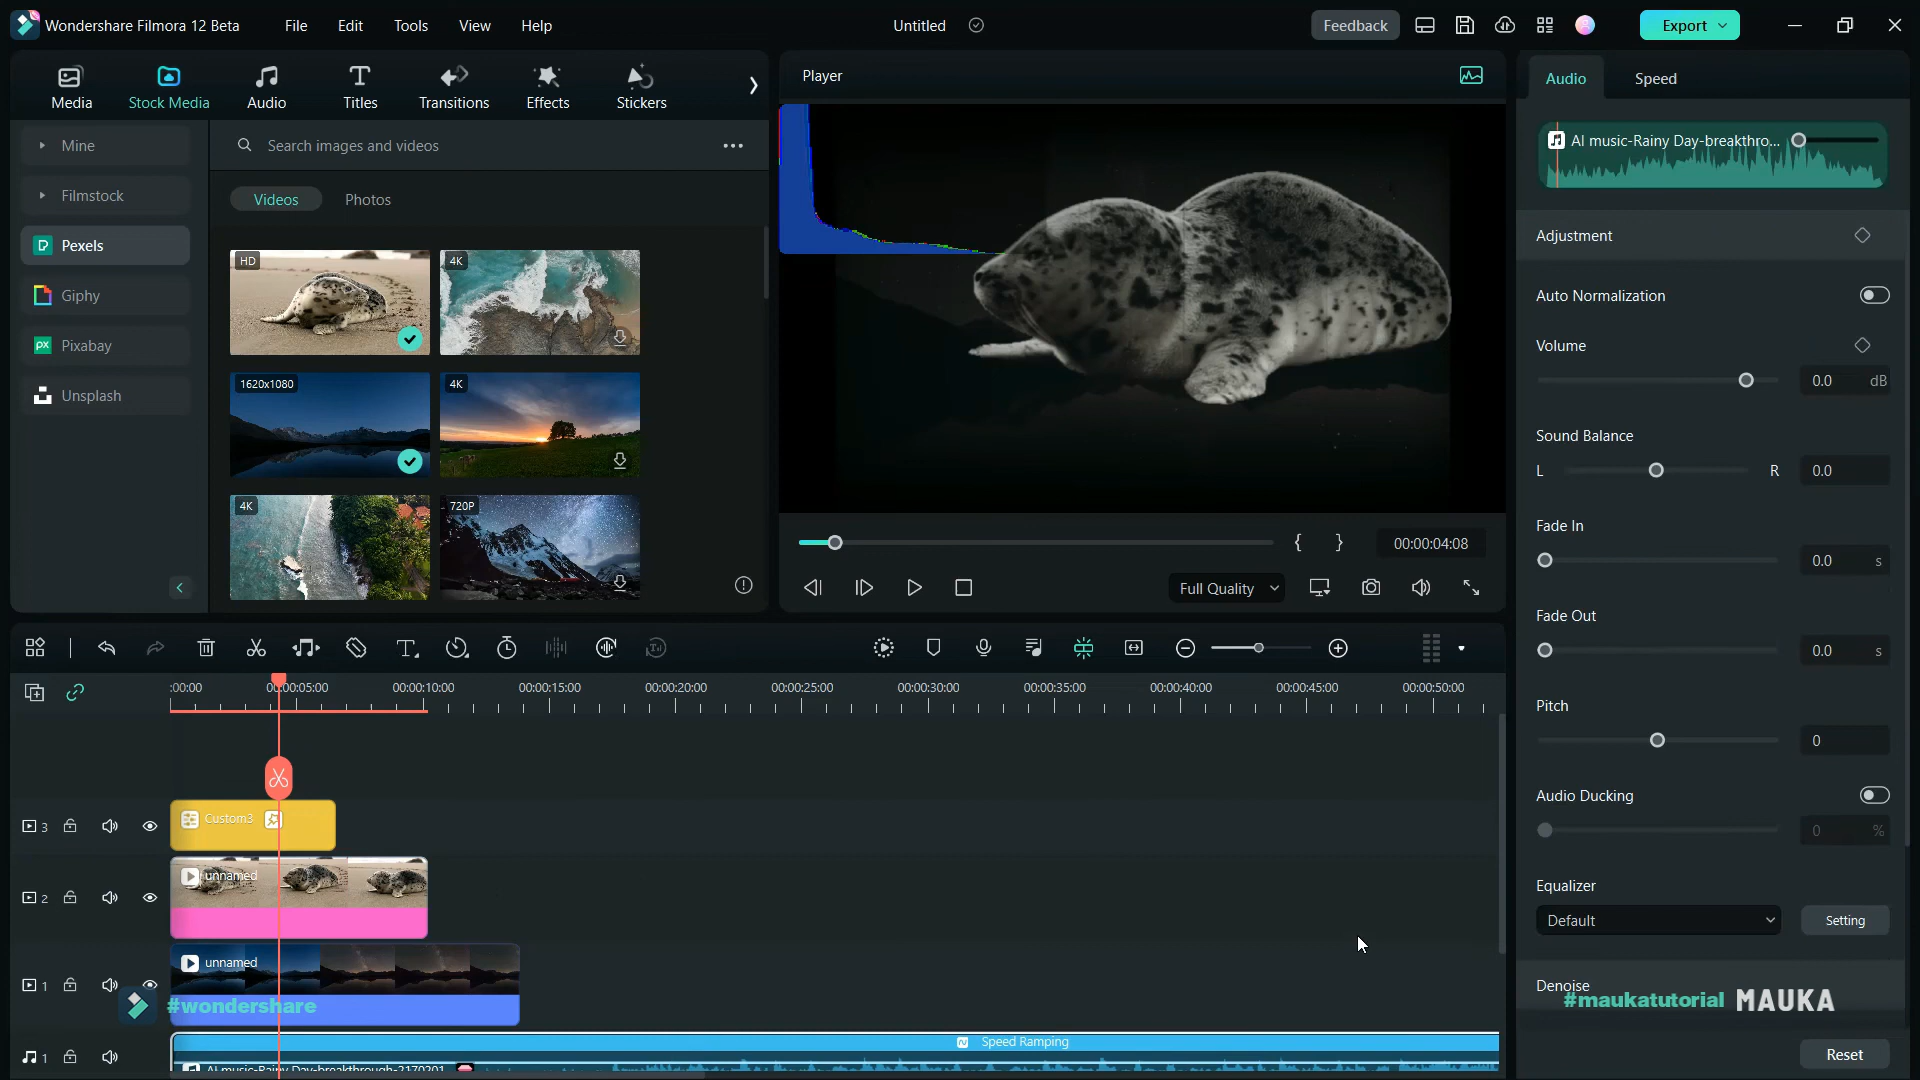 Wondershare Filmora 12 Beta
File
Edit
Tools
View
Help
Untitled
Feedback
Export
Media
Stock Media
Audio
Titles
Transitions
Effects
Stickers
Player
Audio
Speed
Mine
Filmstock
Pexels
Giphy
Pixabay
Unsplash
Search images and videos
Videos
Photos
HD
4K
1620x1080
4K
4K
720P
00:00:04:08
Full Quality
AI music-Rainy Day-breakthro...
Adjustment
Auto Normalization
Volume
0.0 dB
Sound Balance
L
R
0.0
Fade In
0.0 s
Fade Out
0.0 s
Pitch
0
Audio Ducking
0 %
Equalizer
Default
Setting
Denoise
Reset
:00:00
00:00:05:00
00:00:10:00
00:00:15:00
00:00:20:00
00:00:25:00
00:00:30:00
00:00:35:00
00:00:40:00
00:00:45:00
00:00:50:00
3
Custom3
2
unnamed
1
unnamed
#wondershare
#maukatutorial MAUKA
1
Speed Ramping
AI music-Rainy Day-breakthrough-2170201